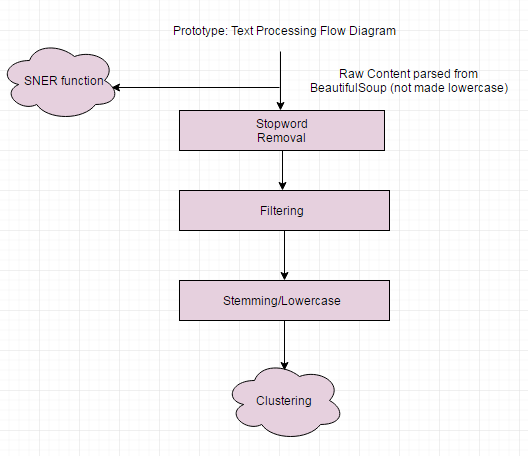 Prototype: Text Processing Flow Diagram
SNER function
Raw Content parsed from
BeautifulSoup (not made lowercase)
Stopword
Removal
Filtering
Stemming/Lowercase
Clustering